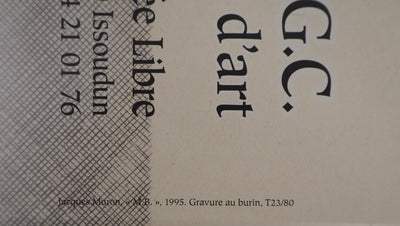 G.C.
d'art
ée Libre
Issoudun
4 21 01 76
Jacques Moron, « M.B. », 1995. Gravure au burin, T23/80